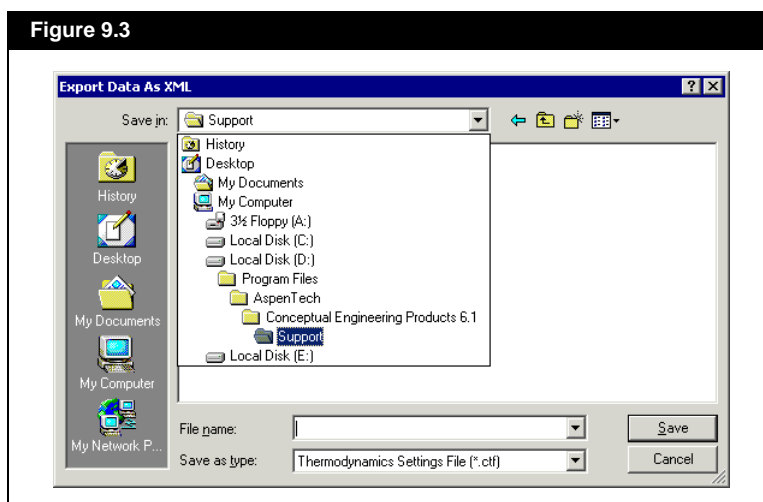 Figure 9.3
Export Data As XML
Save in: Support
History
Desktop
My Documents
My Computer
3½ Floppy (A:)
Local Disk (C:)
Local Disk (D:)
Program Files
AspenTech
Conceptual Engineering Products 6.1
Support
Local Disk (E:)
History
Desktop
My Documents
My Computer
My Network P...
File name:
Save
Save as type: Thermodynamics Settings File (*.ctf)
Cancel